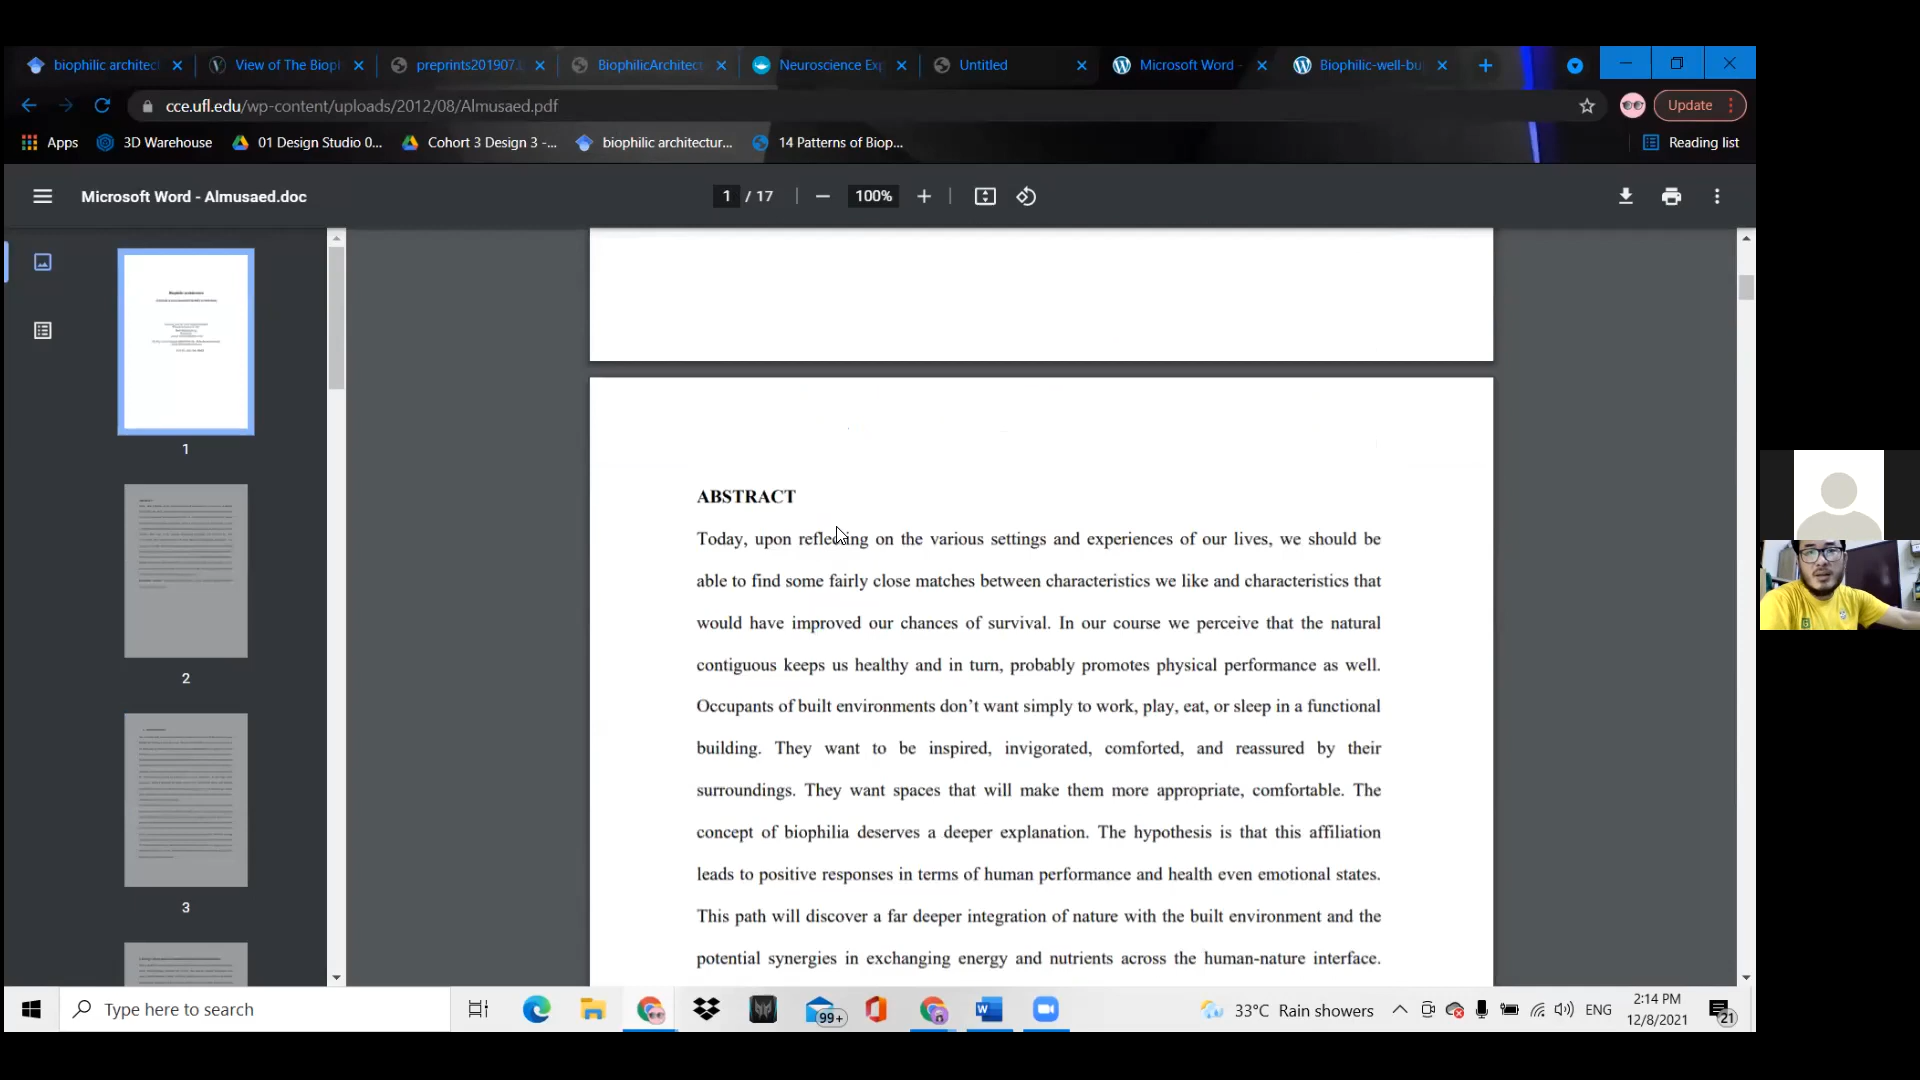 biophilic architec
View of The Bioph
preprints201907.
BiophilicArchitect
Neuroscience Exp
Untitled
Microsoft Word -
Biophilic-well-bu
cce.ufl.edu/wp-content/uploads/2012/08/Almusaed.pdf
Update
Apps
3D Warehouse
01 Design Studio 0...
Cohort 3 Design 3 -...
biophilic architectur...
14 Patterns of Biop...
Reading list
Microsoft Word - Almusaed.doc
1 / 17
100%
1
2
3
ABSTRACT
Today, upon reflecting on the various settings and experiences of our lives, we should be
able to find some fairly close matches between characteristics we like and characteristics that
would have improved our chances of survival. In our course we perceive that the natural
contiguous keeps us healthy and in turn, probably promotes physical performance as well.
Occupants of built environments don't want simply to work, play, eat, or sleep in a functional
building. They want to be inspired, invigorated, comforted, and reassured by their
surroundings. They want spaces that will make them more appropriate, comfortable. The
concept of biophilia deserves a deeper explanation. The hypothesis is that this affiliation
leads to positive responses in terms of human performance and health even emotional states.
This path will discover a far deeper integration of nature with the built environment and the
potential synergies in exchanging energy and nutrients across the human-nature interface.
Type here to search
99+
33°C Rain showers
ENG
2:14 PM
12/8/2021
21